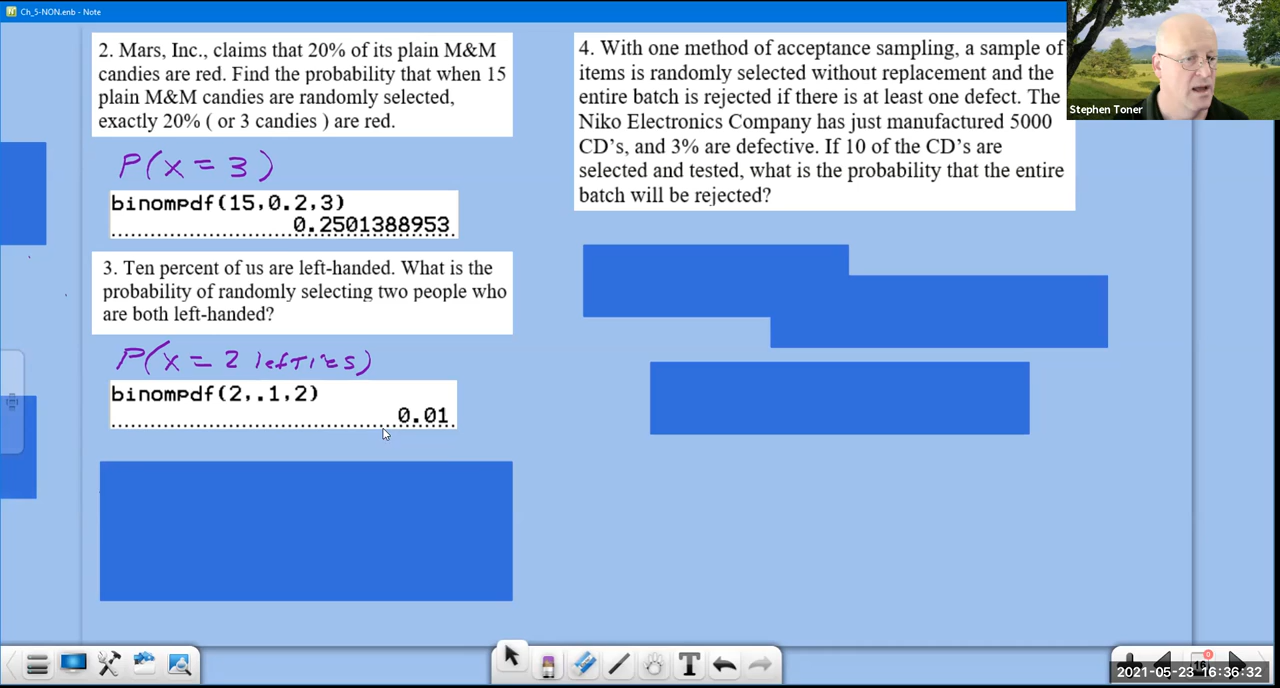 Ch_5-NON.enb - Note
2. Mars, Inc., claims that 20% of its plain M&M
candies are red. Find the probability that when 15
plain M&M candies are randomly selected,
exactly 20% ( or 3 candies ) are red.
P(x = 3)
binompdf(15,0.2,3)
0.2501388953
3. Ten percent of us are left-handed. What is the
probability of randomly selecting two people who
are both left-handed?
P(x = 2 lefties)
binompdf(2,.1,2)
0.01
4. With one method of acceptance sampling, a sample of
items is randomly selected without replacement and the
entire batch is rejected if there is at least one defect. The
Niko Electronics Company has just manufactured 5000
CD's, and 3% are defective. If 10 of the CD's are
selected and tested, what is the probability that the entire
batch will be rejected?
Stephen Toner
T
16
0
2021-05-23 16:36:32